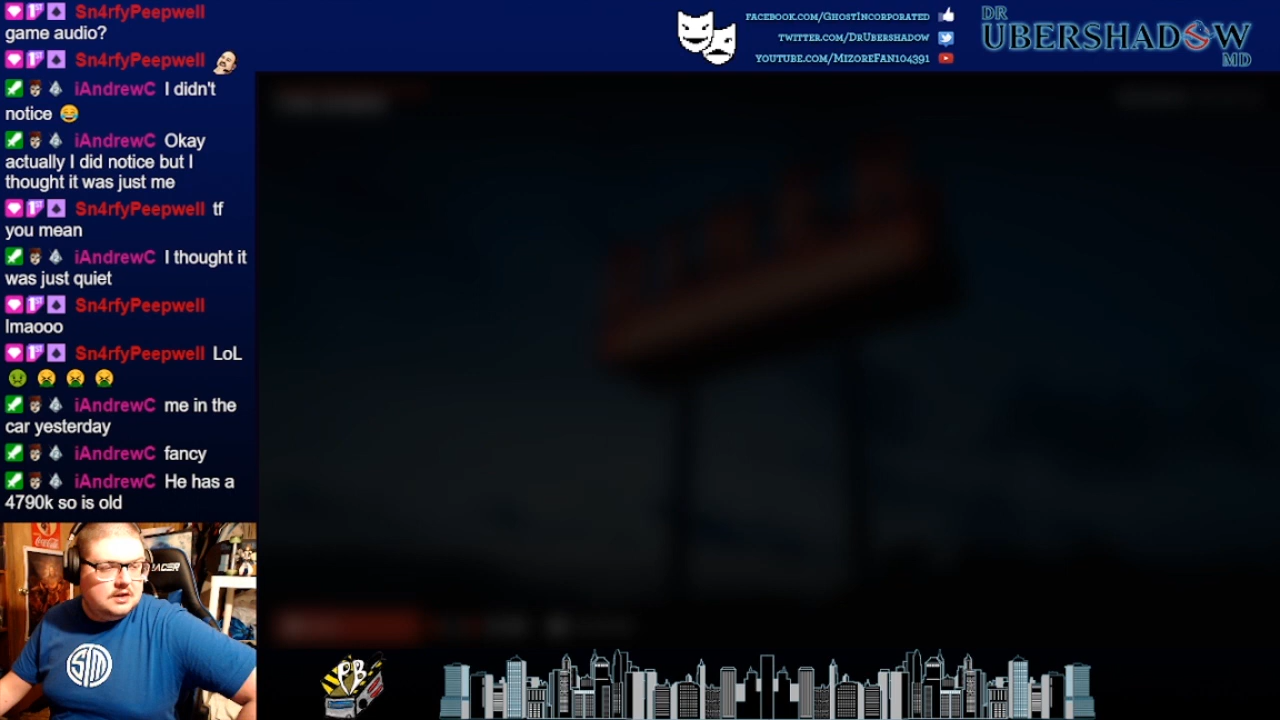 Sn4rfyPeepwell
game audio?
Sn4rfyPeepwell
iAndrewC I didn't
notice 😂
iAndrewC Okay
actually I did notice but I
thought it was just me
Sn4rfyPeepwell tf
you mean
iAndrewC I thought it
was just quiet
Sn4rfyPeepwell
lmaooo
Sn4rfyPeepwell LoL
🤢 🤮 🤮 🤮
iAndrewC me in the
car yesterday
iAndrewC fancy
iAndrewC He has a
4790k so is old
facebook.com/GhostIncorporated
twitter.com/DrUbershadow
youtube.com/MizoreFan104391
DR
UBERSHADOW
MD
VPB